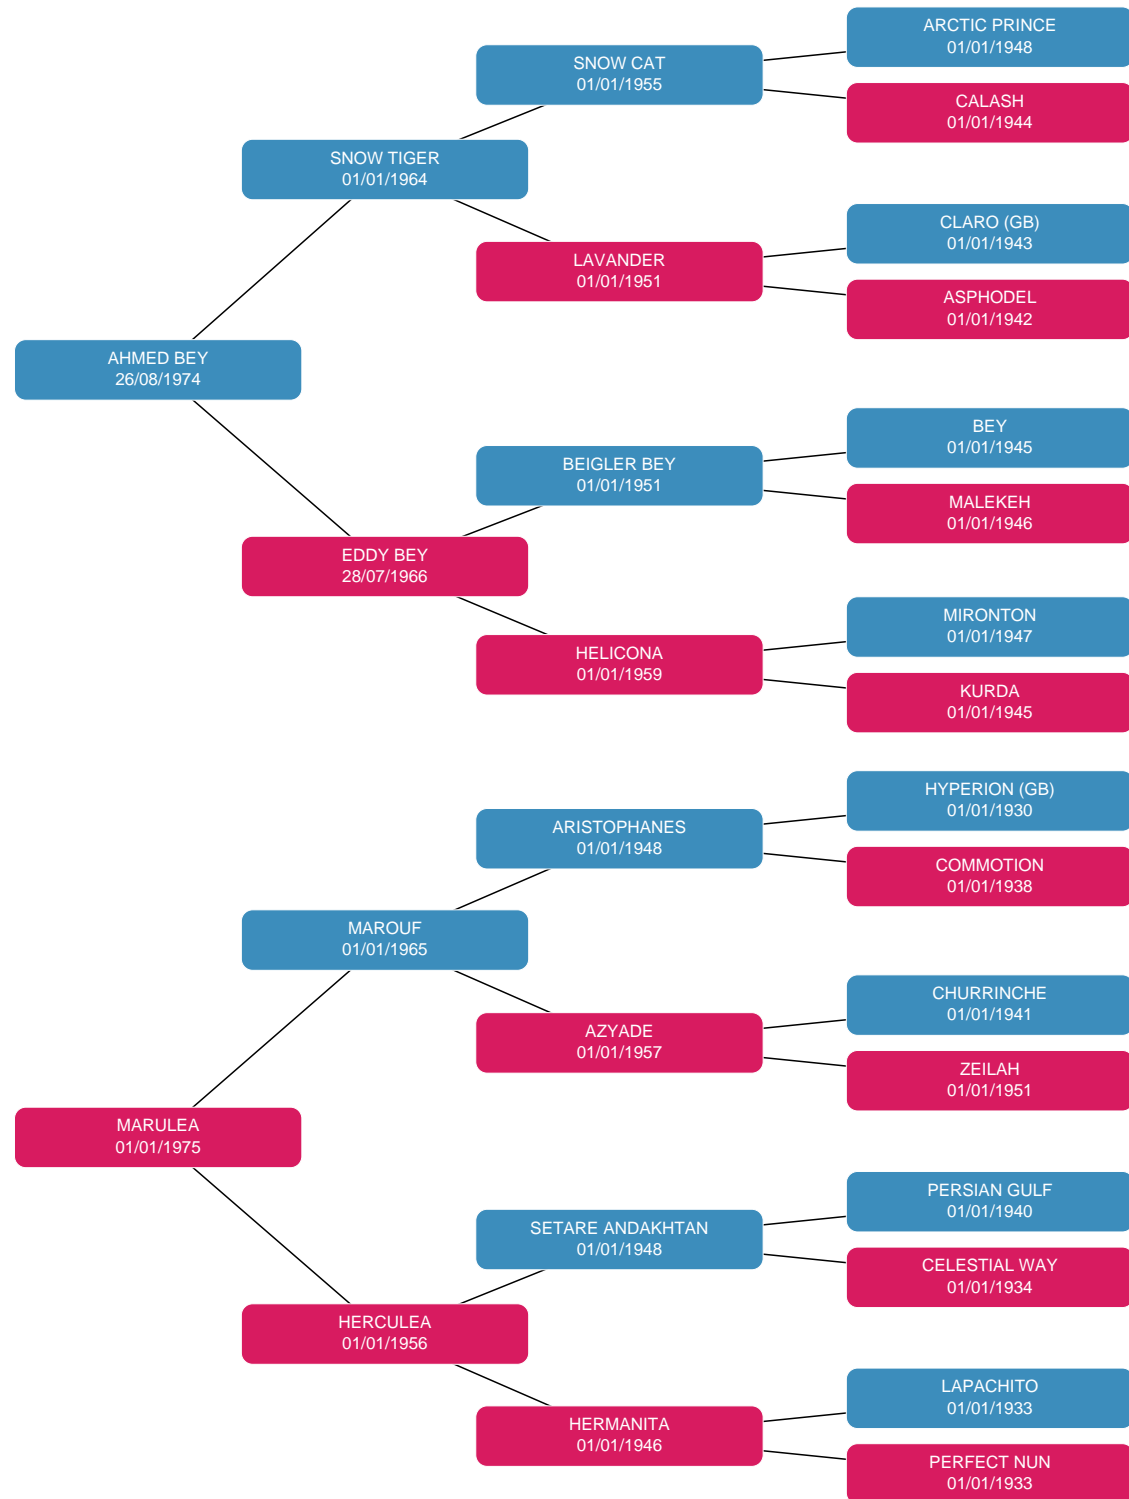 ARCTIC PRINCE
01/01/1948
SNOW CAT
01/01/1955
CALASH
01/01/1944
SNOW TIGER
01/01/1964
CLARO (GB)
01/01/1943
LAVANDER
01/01/1951
ASPHODEL
01/01/1942
AHMED BEY
26/08/1974
BEY
01/01/1945
BEIGLER BEY
01/01/1951
MALEKEH
01/01/1946
EDDY BEY
28/07/1966
MIRONTON
01/01/1947
HELICONA
01/01/1959
KURDA
01/01/1945
HYPERION (GB)
01/01/1930
ARISTOPHANES
01/01/1948
COMMOTION
01/01/1938
MAROUF
01/01/1965
CHURRINCHE
01/01/1941
AZYADE
01/01/1957
ZEILAH
01/01/1951
MARULEA
01/01/1975
PERSIAN GULF
01/01/1940
SETARE ANDAKHTAN
01/01/1948
CELESTIAL WAY
01/01/1934
HERCULEA
01/01/1956
LAPACHITO
01/01/1933
HERMANITA
01/01/1946
PERFECT NUN
01/01/1933